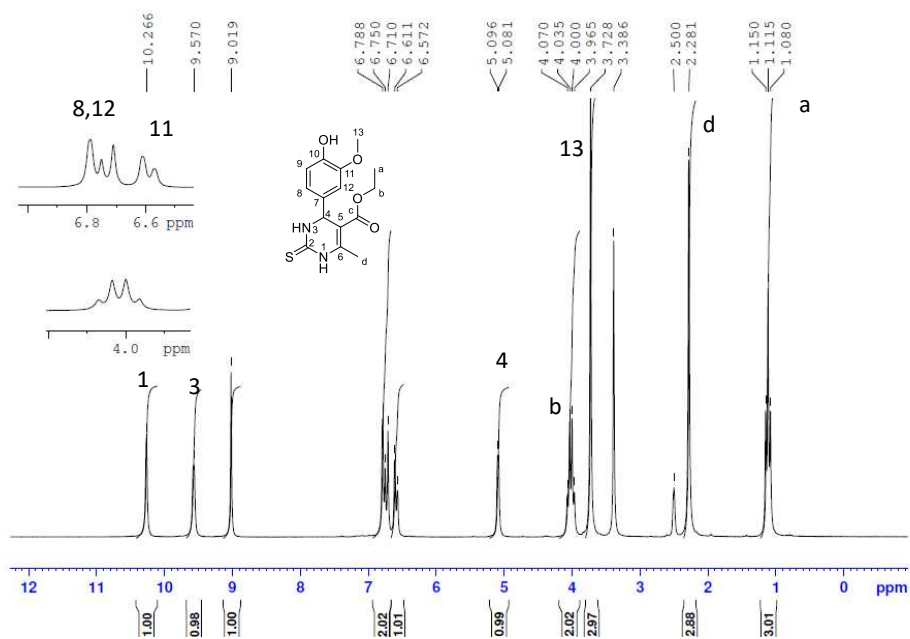 10.266
9.570
9.019
6.788
6.750
6.710
6.611
6.572
5.096
5.081
4.070
4.035
4.000
3.965
3.728
3.386
2.500
2.281
1.150
1.115
1.080
8,12
11
13
d
a
6.8 6.6 ppm
4.0 ppm
OH
13
10
O
9
11
a
8
12
O
b
7
c
4
5
O
HN
3
2
1
6
S
N
H
d
1
3
4
b
12 11 10 9 8 7 6 5 4 3 2 1 0 ppm
1.00
0.98
1.00
2.02
1.01
0.99
2.02
2.97
2.88
3.01